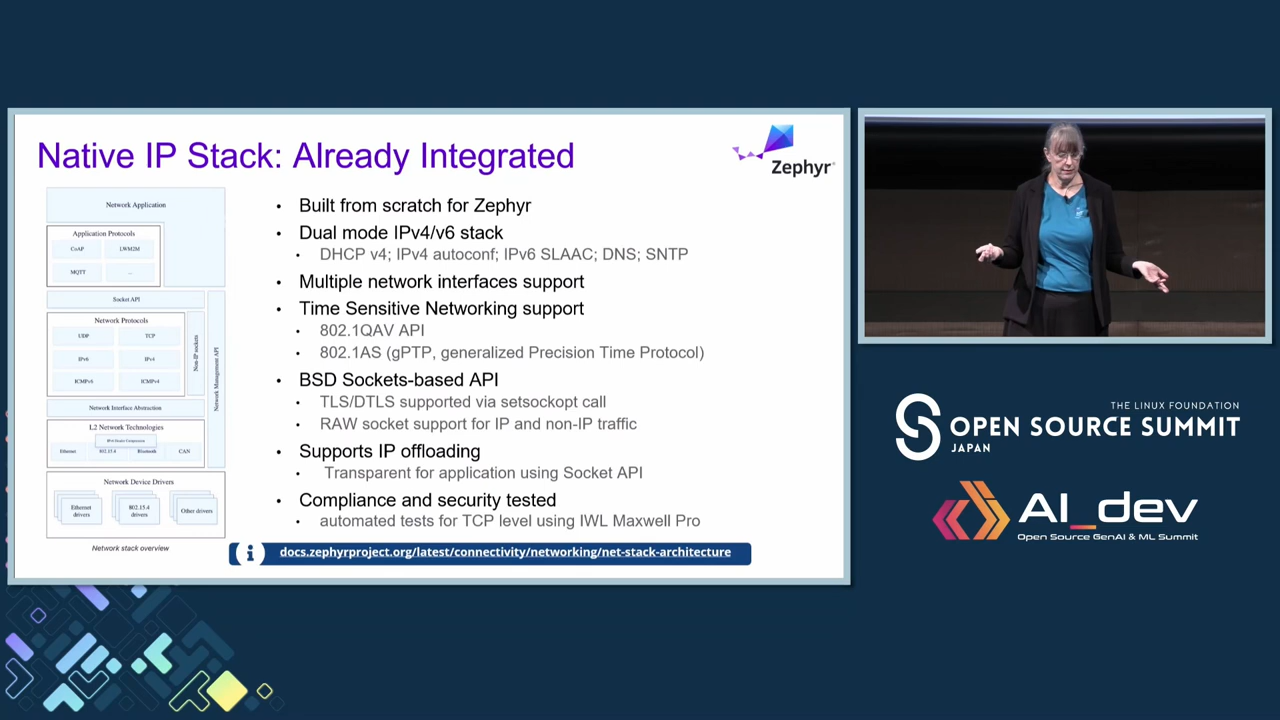 Native IP Stack: Already Integrated
Zephyr
Network Application
Application Protocols
CoAP LWM2M
MQTT ...
Socket API
Network Protocols
UDP TCP
IPv6 IPv4
ICMPv6 ICMPv4
Non-IP sockets
Network Management API
Network Interface Abstraction
L2 Network Technologies
IPv6 Header Compression
Ethernet 802.15.4 Bluetooth CAN
Network Device Drivers
Ethernet drivers
802.15.4 drivers
Other drivers
Network stack overview
• Built from scratch for Zephyr
• Dual mode IPv4/v6 stack
• DHCP v4; IPv4 autoconf; IPv6 SLAAC; DNS; SNTP
• Multiple network interfaces support
• Time Sensitive Networking support
• 802.1QAV API
• 802.1AS (gPTP, generalized Precision Time Protocol)
• BSD Sockets-based API
• TLS/DTLS supported via setsockopt call
• RAW socket support for IP and non-IP traffic
• Supports IP offloading
• Transparent for application using Socket API
• Compliance and security tested
• automated tests for TCP level using IWL Maxwell Pro
docs.zephyrproject.org/latest/connectivity/networking/net-stack-architecture
THE LINUX FOUNDATION
OPEN SOURCE SUMMIT
JAPAN
AI_dev
Open Source GenAI & ML Summit